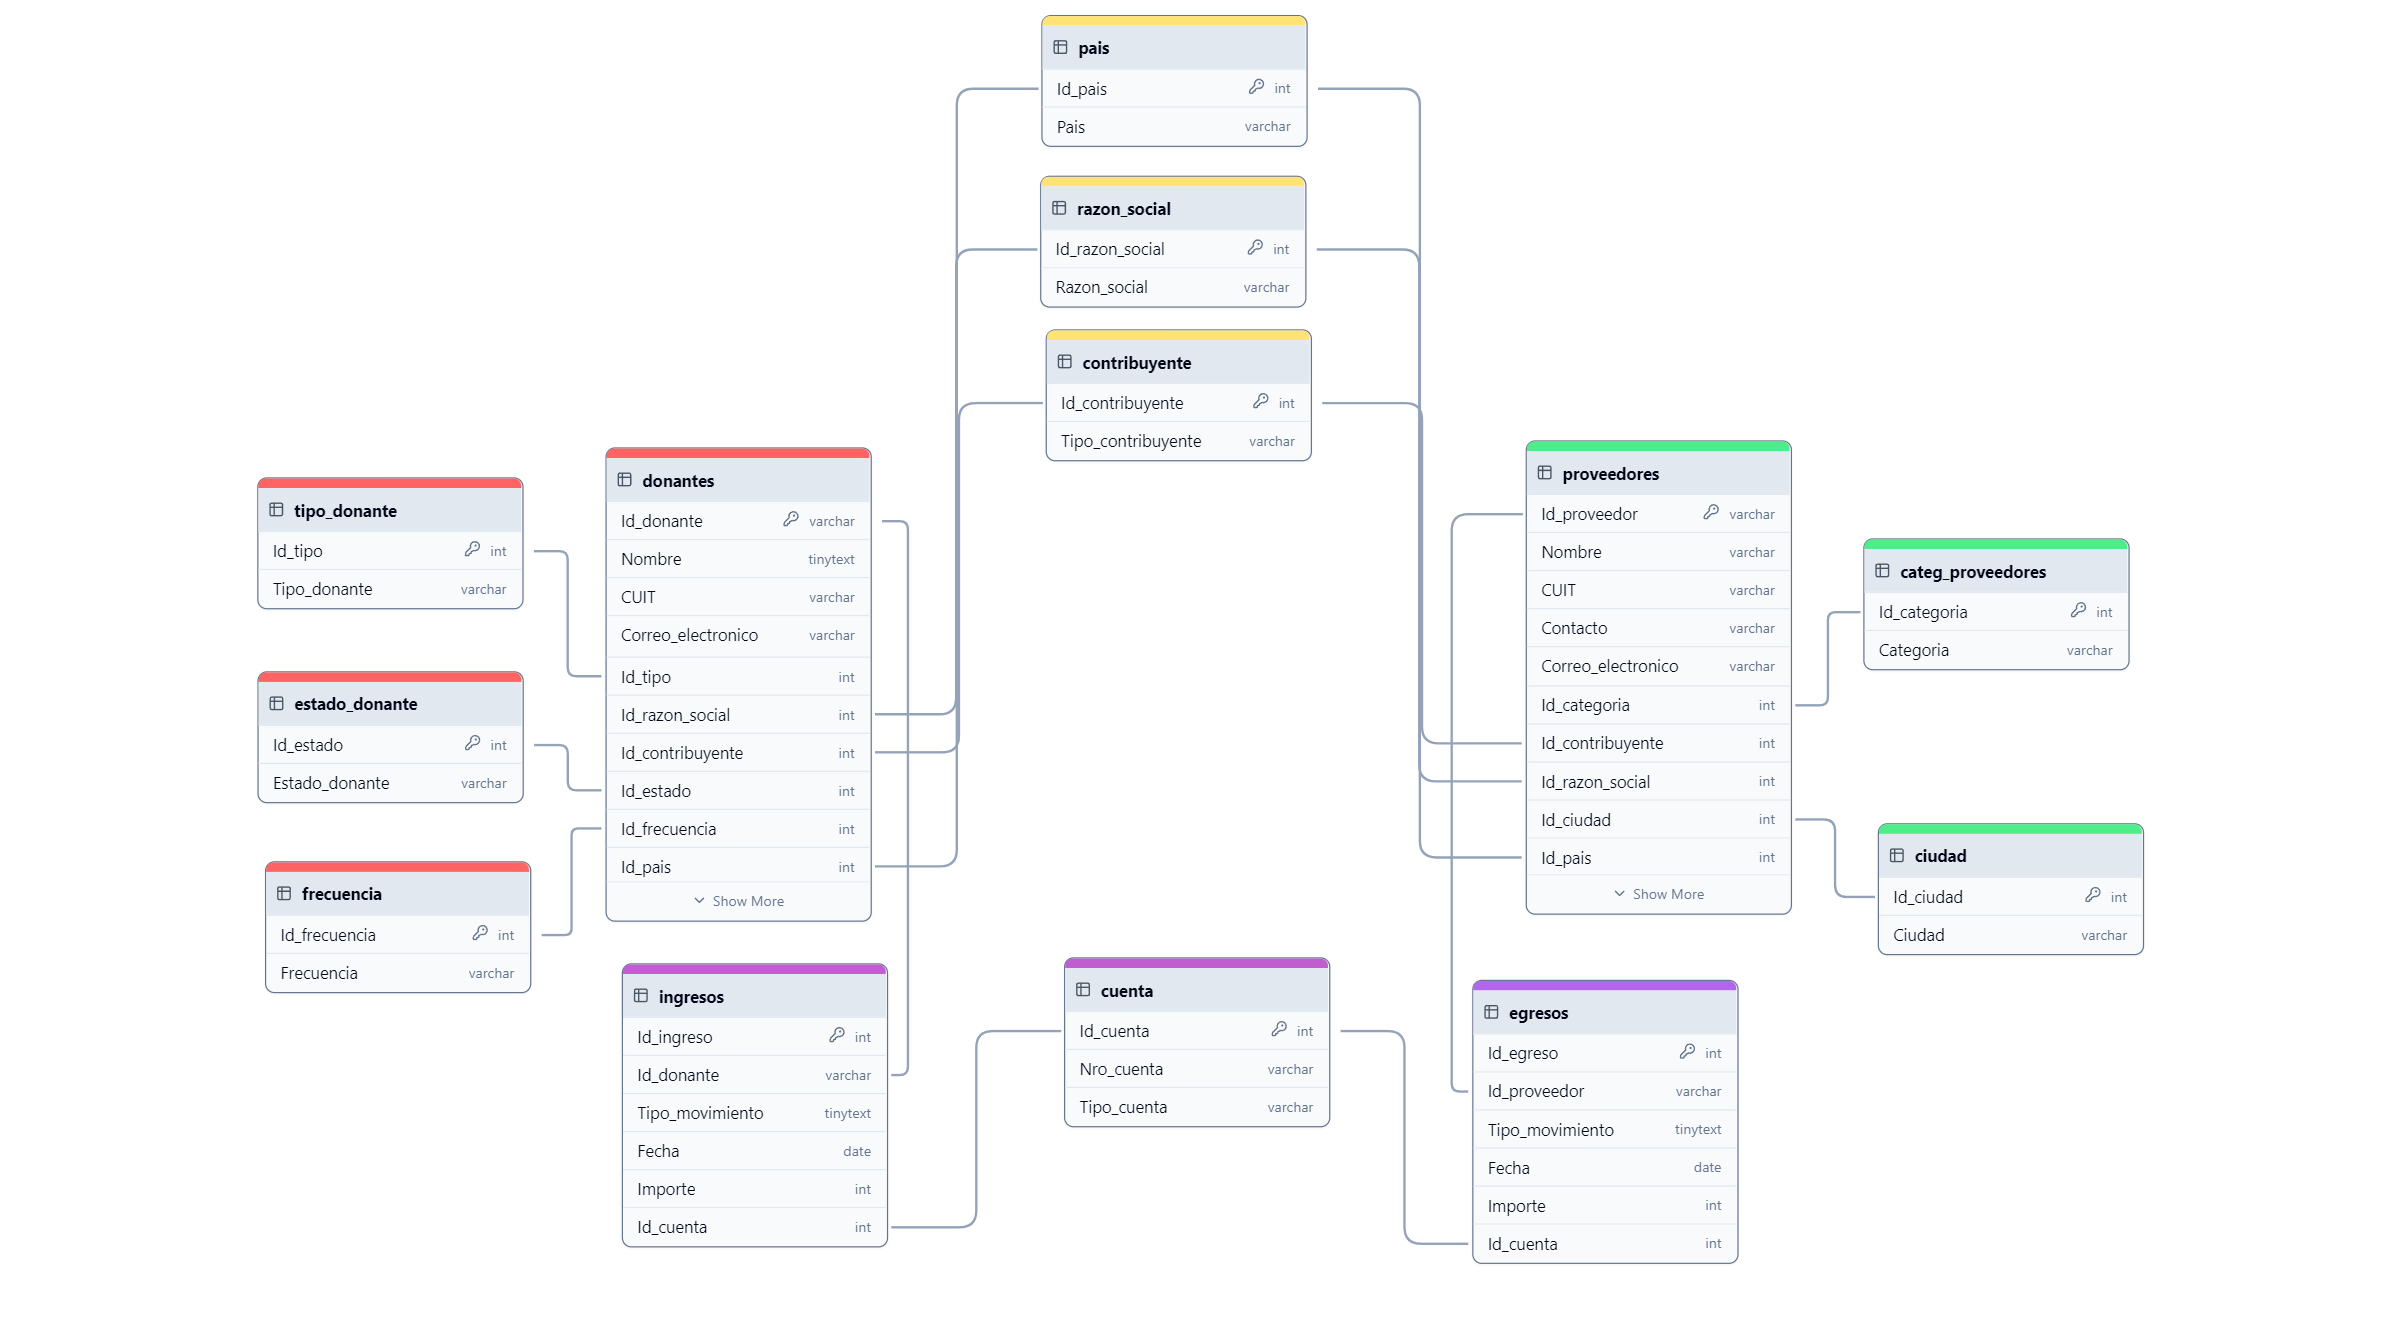 pais
Id_pais int
Pais varchar
razon_social
Id_razon_social int
Razon_social varchar
contribuyente
Id_contribuyente int
Tipo_contribuyente varchar
tipo_donante
Id_tipo int
Tipo_donante varchar
estado_donante
Id_estado int
Estado_donante varchar
frecuencia
Id_frecuencia int
Frecuencia varchar
donantes
Id_donante varchar
Nombre tinytext
CUIT varchar
Correo_electronico varchar
Id_tipo int
Id_razon_social int
Id_contribuyente int
Id_estado int
Id_frecuencia int
Id_pais int
Show More
proveedores
Id_proveedor varchar
Nombre varchar
CUIT varchar
Contacto varchar
Correo_electronico varchar
Id_categoria int
Id_contribuyente int
Id_razon_social int
Id_ciudad int
Id_pais int
Show More
categ_proveedores
Id_categoria int
Categoria varchar
ciudad
Id_ciudad int
Ciudad varchar
ingresos
Id_ingreso int
Id_donante varchar
Tipo_movimiento tinytext
Fecha date
Importe int
Id_cuenta int
cuenta
Id_cuenta int
Nro_cuenta varchar
Tipo_cuenta varchar
egresos
Id_egreso int
Id_proveedor varchar
Tipo_movimiento tinytext
Fecha date
Importe int
Id_cuenta int